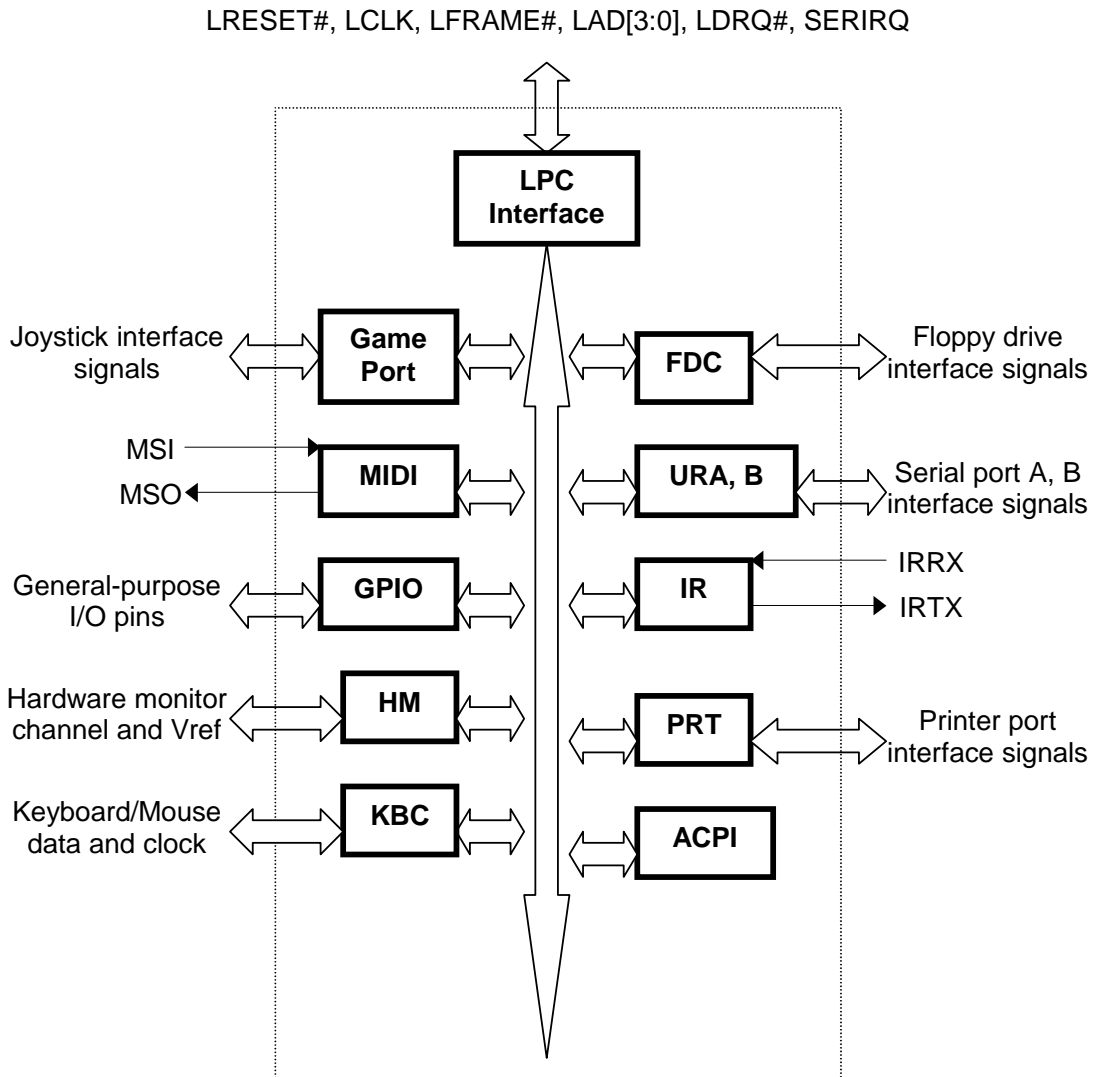 LRESET#, LCLK, LFRAME#, LAD[3:0], LDRQ#, SERIRQ
LPC
Interface
Joystick interface
signals
Game
Port
FDC
Floppy drive
interface signals
MSI
MSO
MIDI
URA, B
Serial port A, B
interface signals
General-purpose
I/O pins
GPIO
IR
IRRX
IRTX
Hardware monitor
channel and Vref
HM
PRT
Printer port
interface signals
Keyboard/Mouse
data and clock
KBC
ACPI